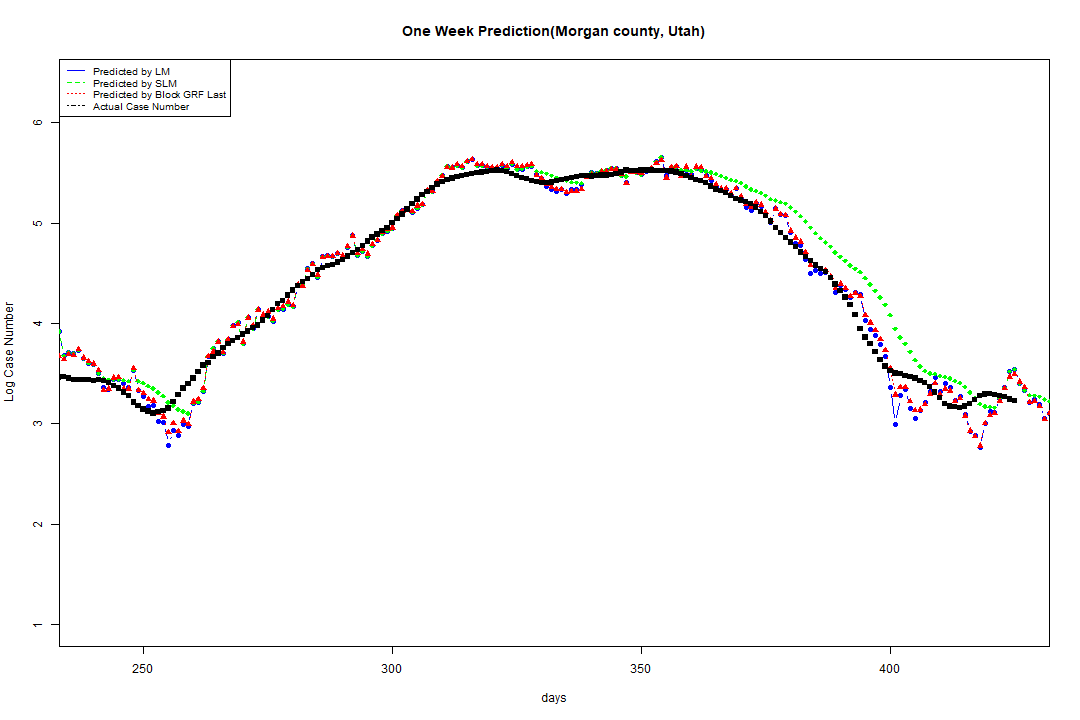 One Week Prediction(Morgan county, Utah)
Predicted by LM
Predicted by SLM
Predicted by Block GRF Last
Actual Case Number
6
5
4
3
2
1
Log Case Number
250 300 350 400
days